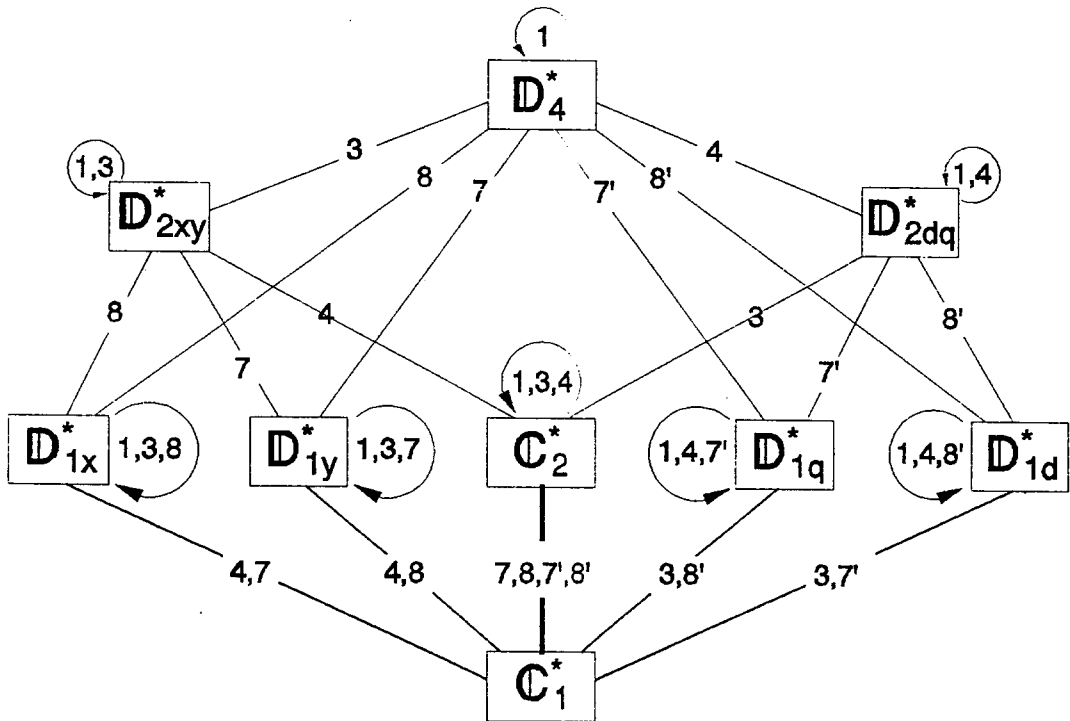 1
𝔻*4
3 8 7 7' 8' 4
1,3
1,4
𝔻*2xy
𝔻*2dq
8 7 4 3 7' 8'
1,3,4
𝔻*1x 1,3,8 𝔻*1y 1,3,7 ℂ*2 1,4,7' 𝔻*1q 1,4,8' 𝔻*1d
4,7 4,8 7,8,7',8' 3,8' 3,7'
ℂ*1